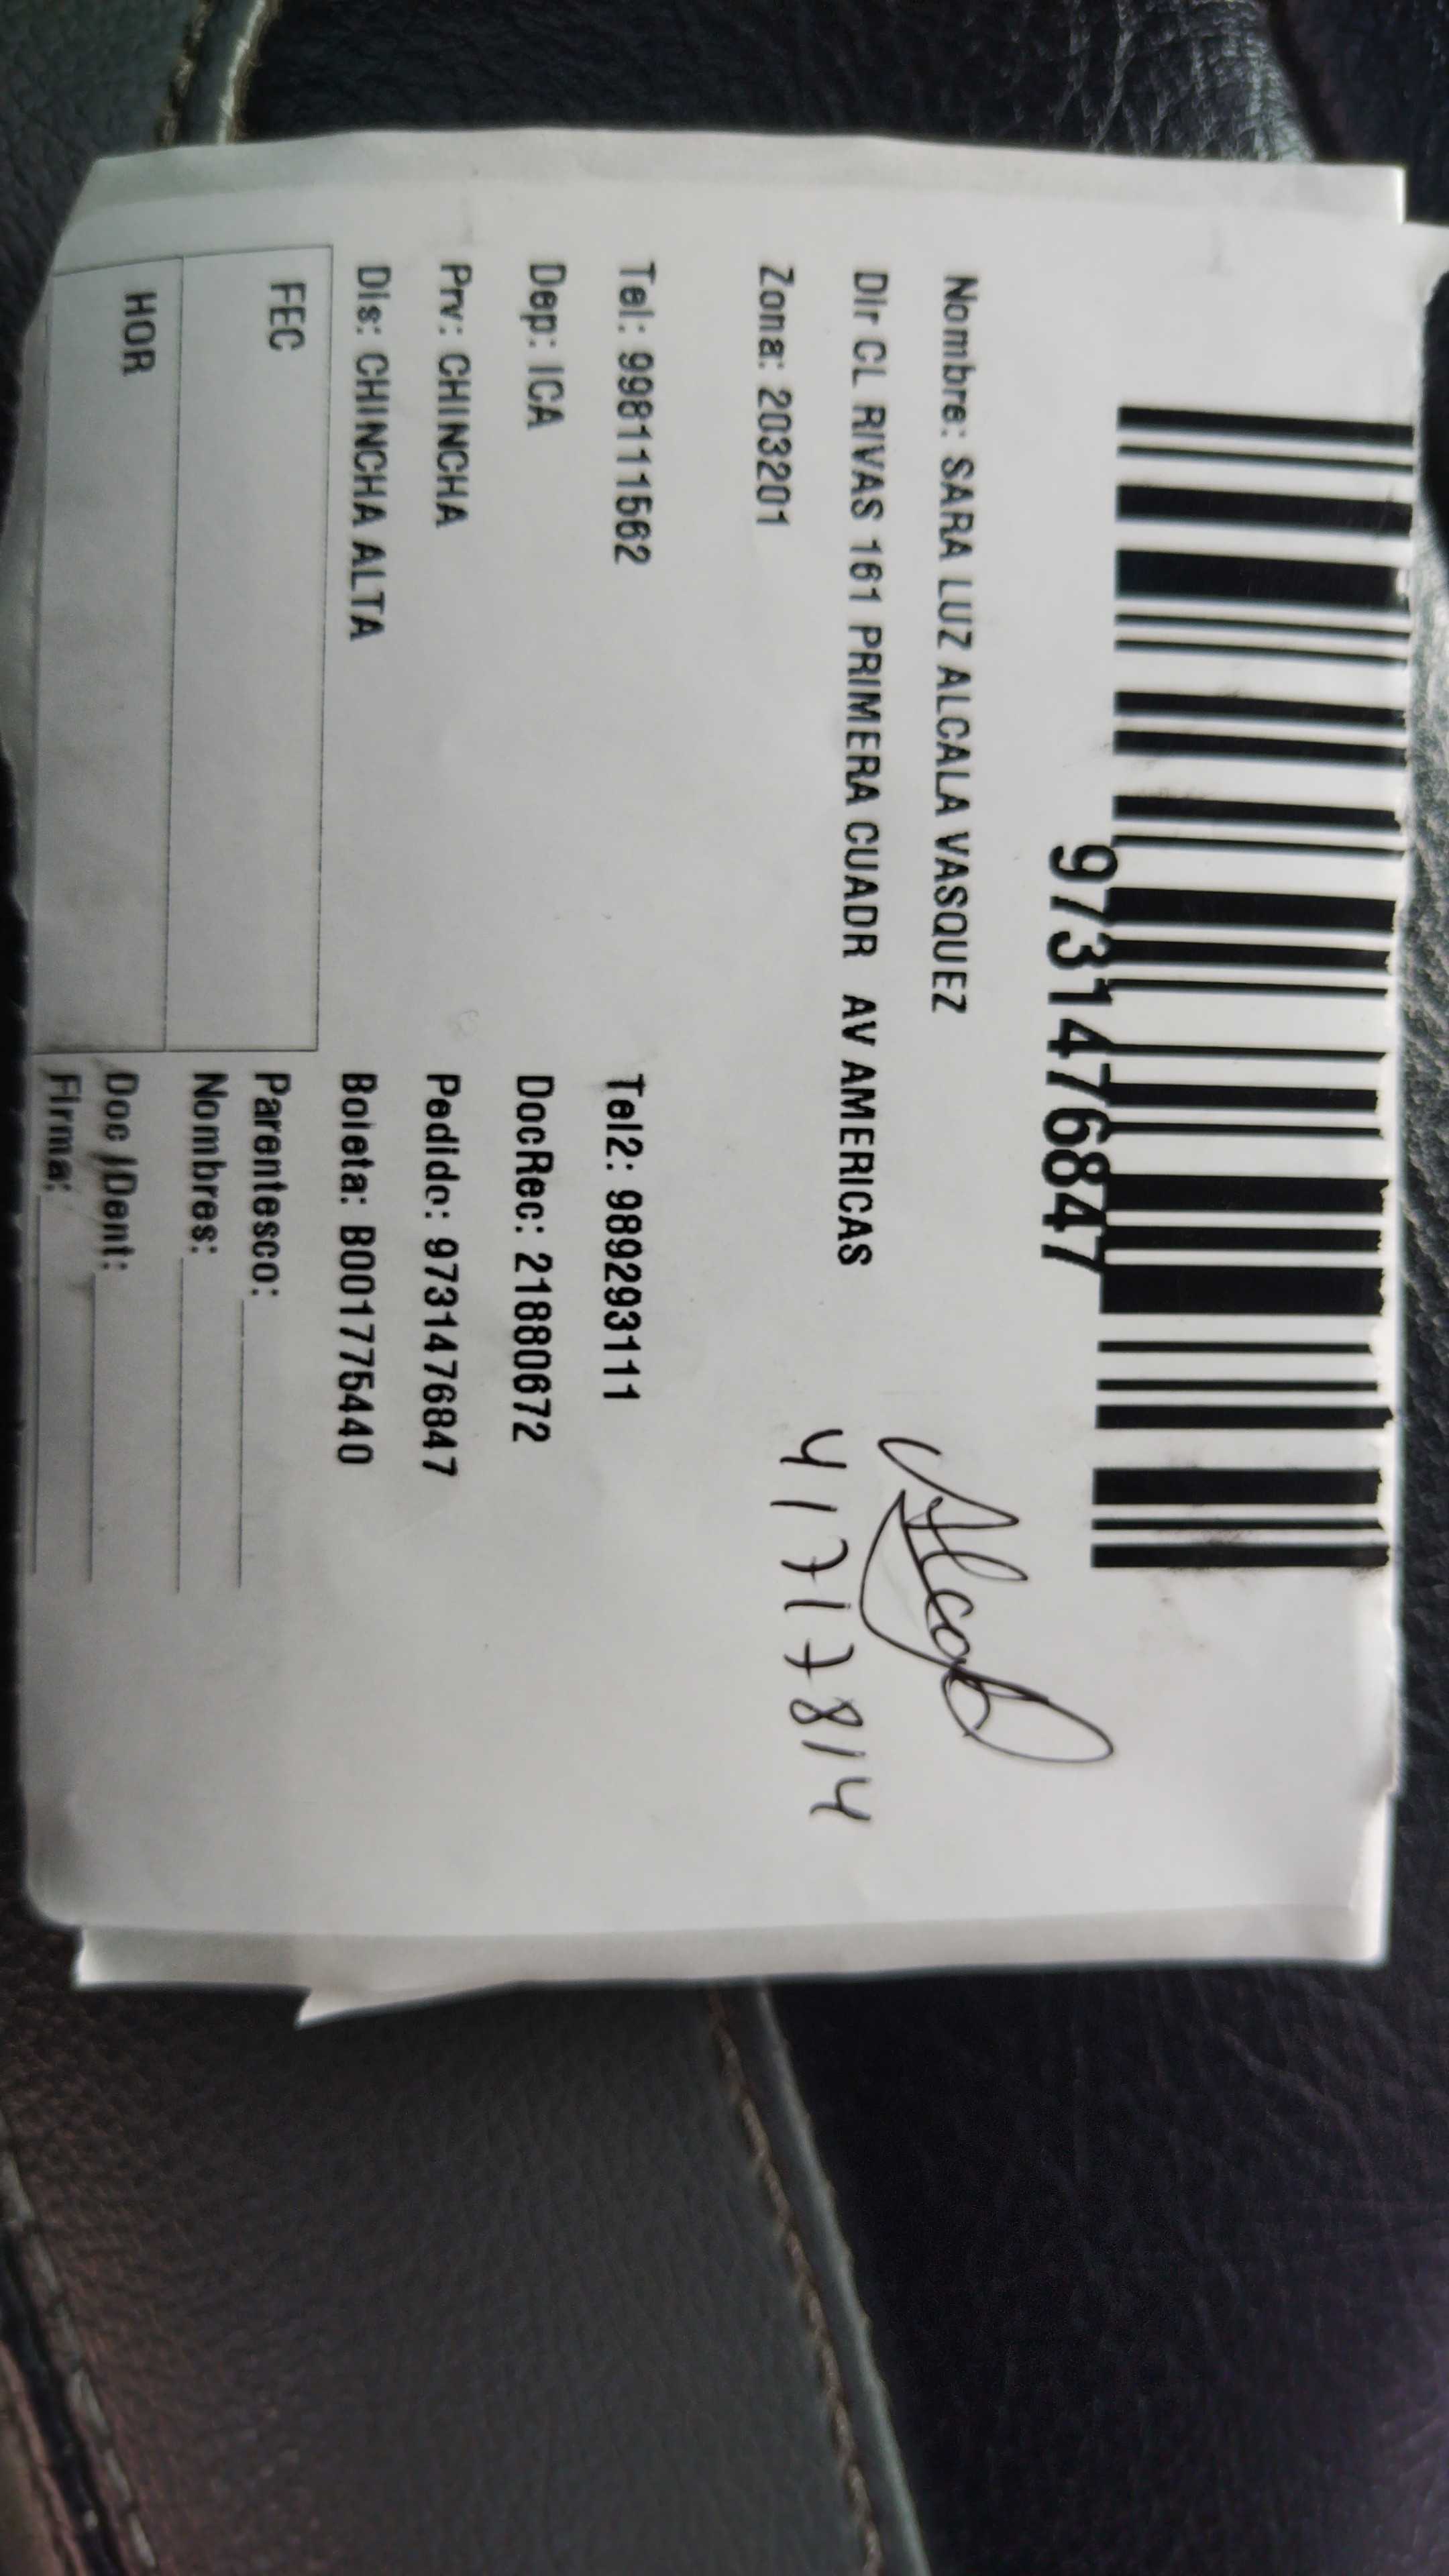 9731476847
Nombre: SARA LUZ ALCALA VASQUEZ
Dir CL RIVAS 161 PRIMERA CUADR AV AMERICAS
Zona: 203201
41717814
Tel: 998111562 Tel2: 989293111
Dep: ICA DocRec: 21880672
Prv: CHINCHA Pedido: 9731476847
Dis: CHINCHA ALTA Boleta: B001775440
FEC Parentesco:
Nombres:
HOR Doc IDent:
Firma: